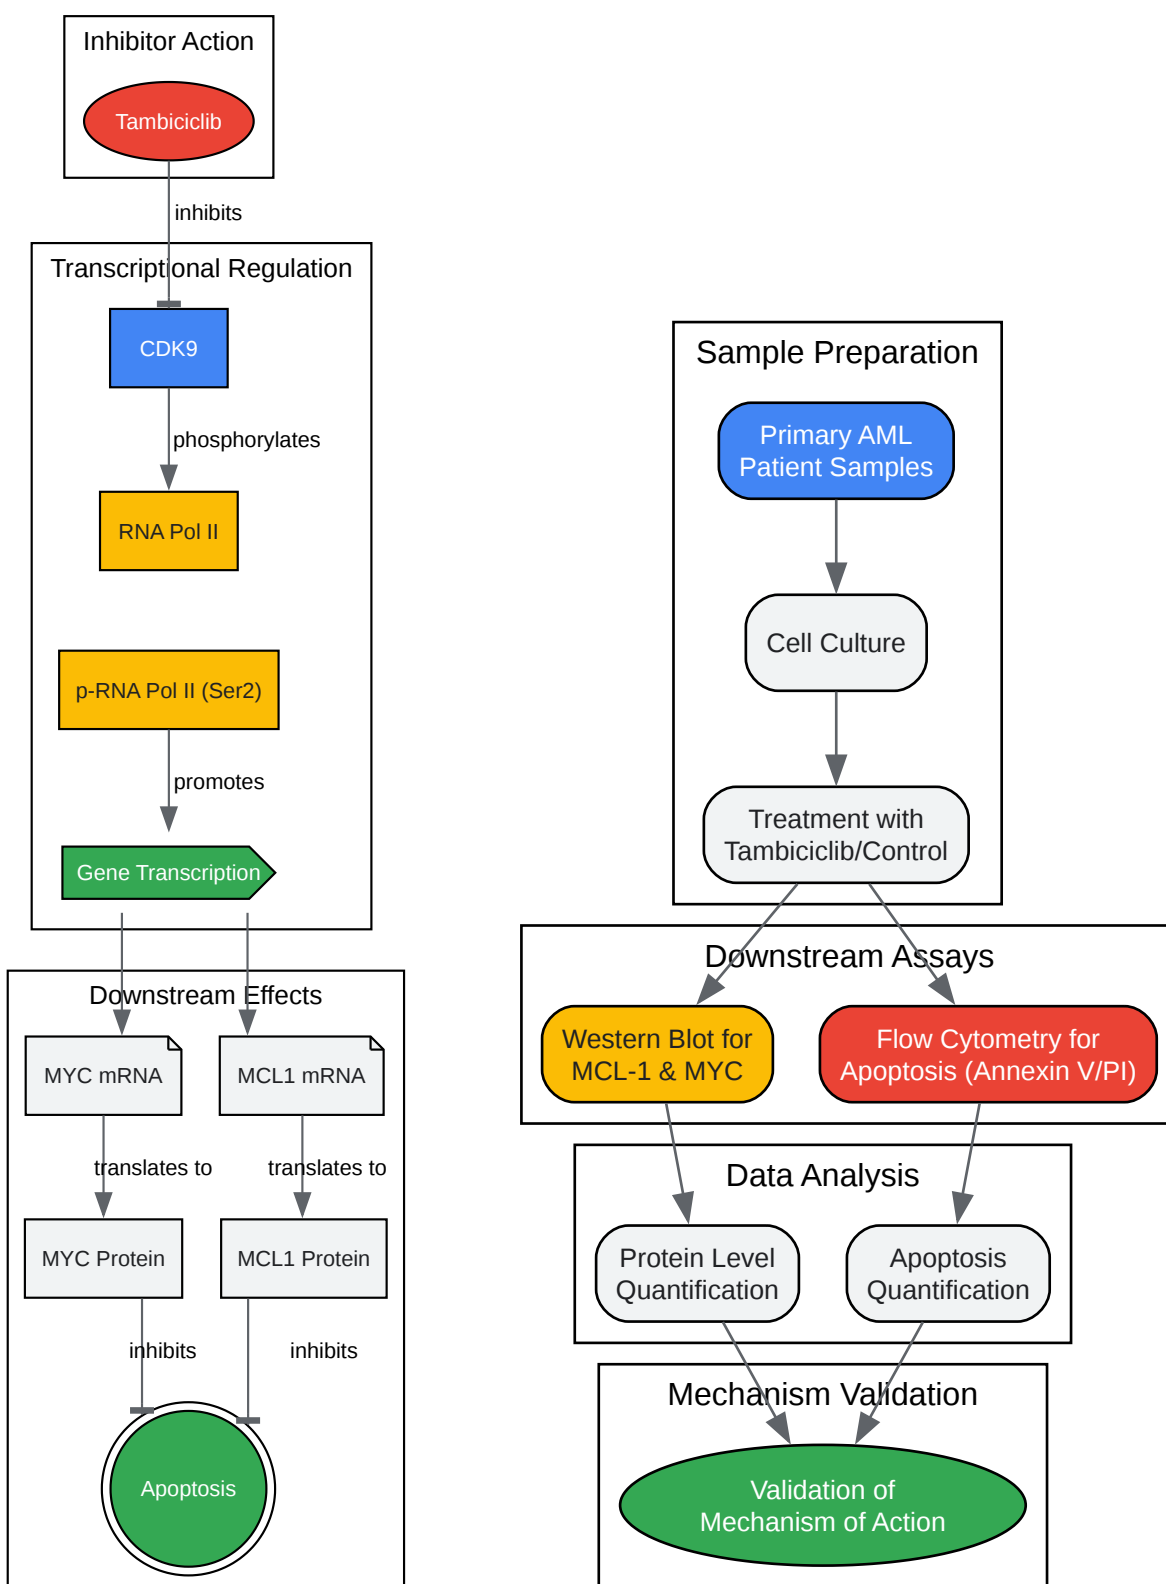 Inhibitor Action
Tambiciclib
inhibits
Transcriptional Regulation
CDK9
phosphorylates
RNA Pol II
p-RNA Pol II (Ser2)
promotes
Gene Transcription
Downstream Effects
MYC mRNA
MCL1 mRNA
translates to
translates to
MYC Protein
MCL1 Protein
inhibits
inhibits
Apoptosis
Sample Preparation
Primary AML
Patient Samples
Cell Culture
Treatment with
Tambiciclib/Control
Downstream Assays
Western Blot for
MCL-1 & MYC
Flow Cytometry for
Apoptosis (Annexin V/PI)
Data Analysis
Protein Level
Quantification
Apoptosis
Quantification
Mechanism Validation
Validation of
Mechanism of Action